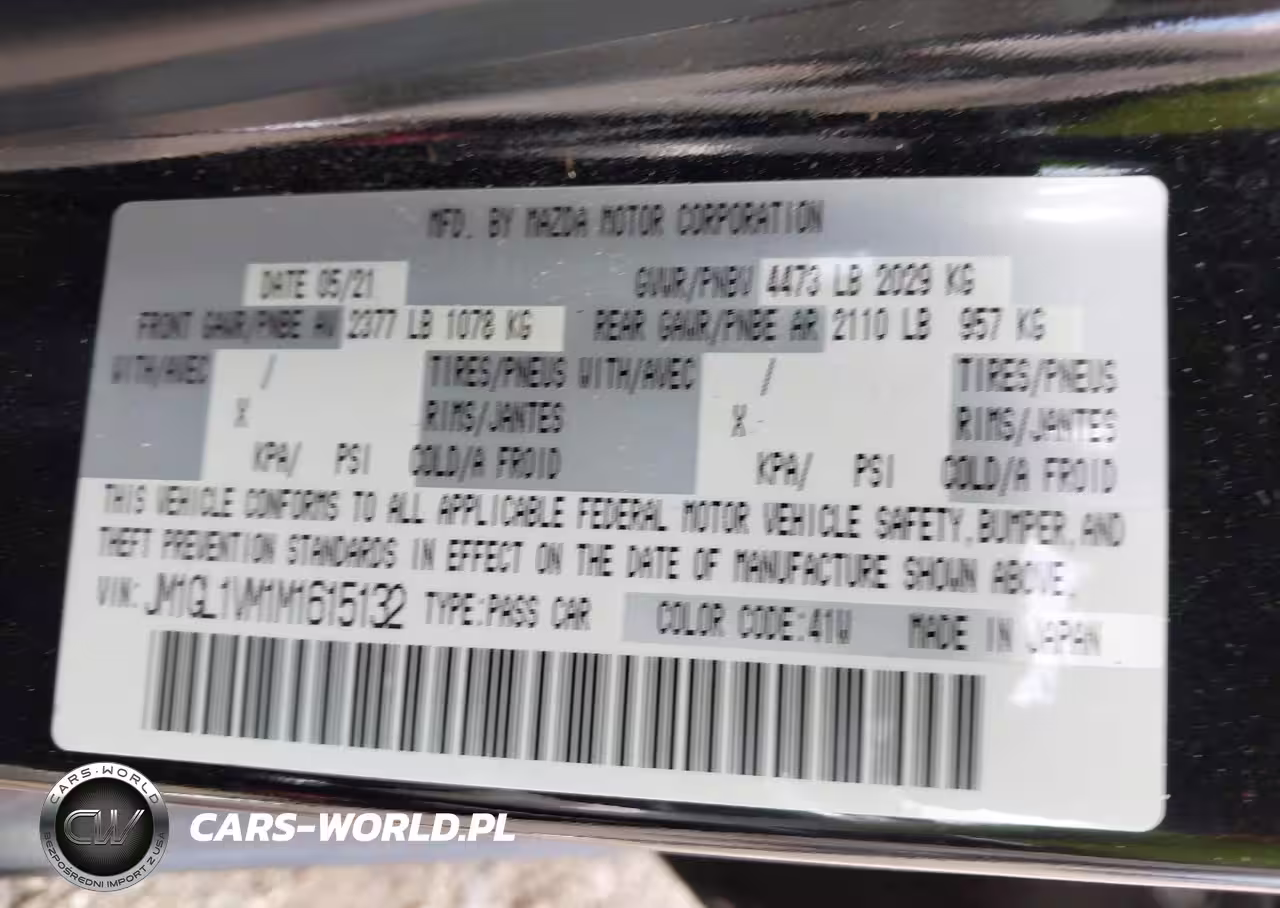 MFD. BY MAZDA MOTOR CORPORATION
DATE 05/21 GVWR/PNBV 4473 LB 2029 KG
FRONT GAWR/PNBE AV 2377 LB 1078 KG REAR GAWR/PNBE AR 2110 LB 957 KG
WITH/AVEC / TIRES/PNEUS WITH/AVEC / TIRES/PNEUS
X RIMS/JANTES X RIMS/JANTES
KPA/ PSI COLD/A FROID KPA/ PSI COLD/A FROID
THIS VEHICLE CONFORMS TO ALL APPLICABLE FEDERAL MOTOR VEHICLE SAFETY, BUMPER, AND
THEFT PREVENTION STANDARDS IN EFFECT ON THE DATE OF MANUFACTURE SHOWN ABOVE.
VIN: JM1GL1VM1M1615132 TYPE:PASS CAR COLOR CODE:41W MADE IN JAPAN
CARS-WORLD
CW
BEZPOŚREDNI IMPORT Z USA
CARS-WORLD.PL